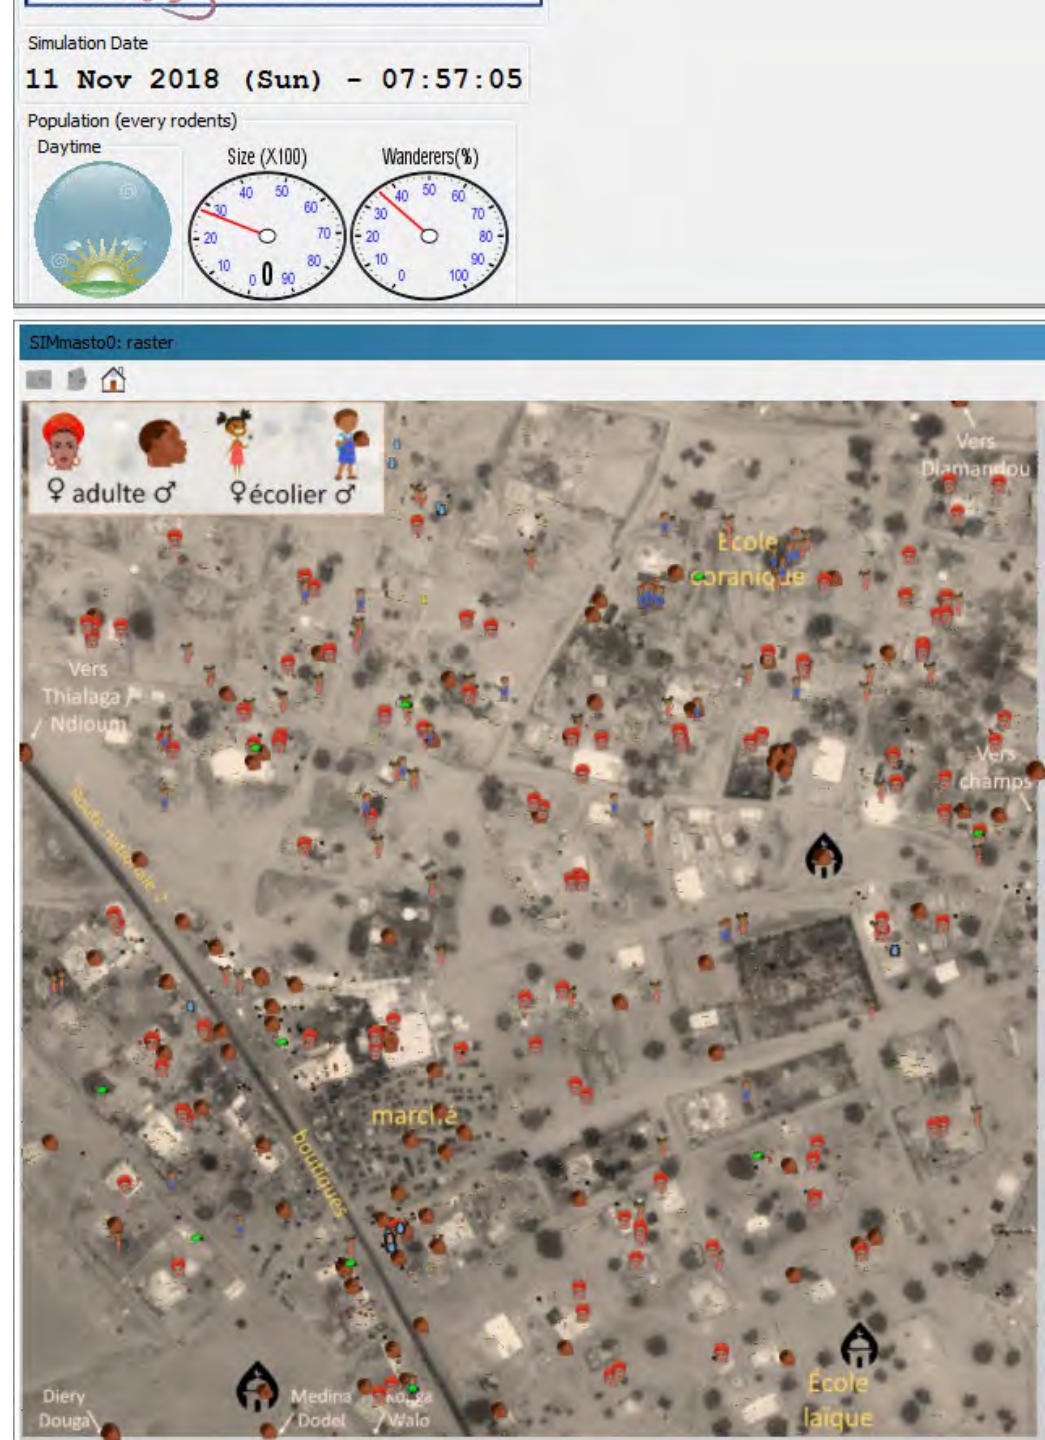 Simulation Date
11 Nov 2018 (Sun) - 07:57:05
Population (every rodents)
Daytime
Size (X100)
Wanderers(%)
0 10 20 30 40 50 60 70 80 90
0
0 10 20 30 40 50 60 70 80 90 100
SIMmasto0: raster
♀ adulte ♂
♀écolier ♂
Vers
Diamandou
École
coranique
Vers
Thialaga
Ndioum
Vers
champs
Route nationale 2
marché
boutiques
Diery
Douga
Medina
Dodel
Walo
École
laïque